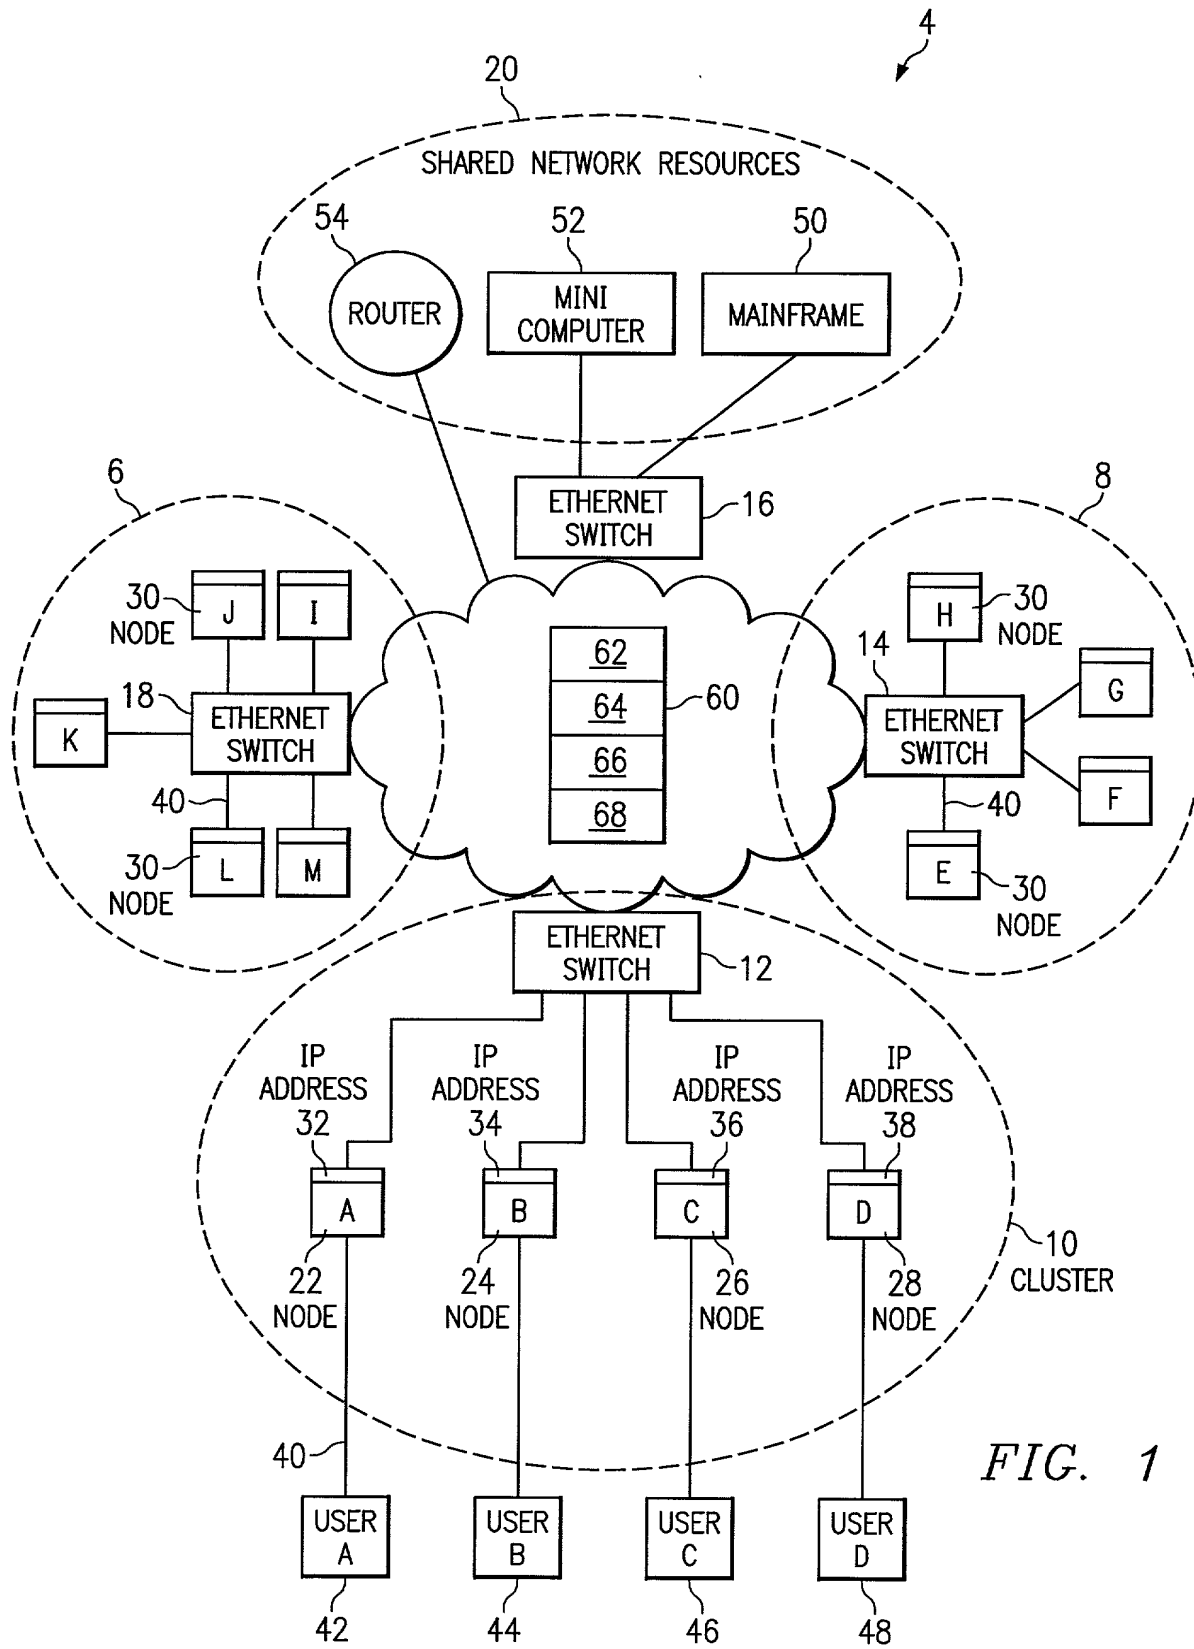 4
20
SHARED NETWORK RESOURCES
54
52
50
ROUTER
MINI
COMPUTER
MAINFRAME
6
ETHERNET
SWITCH
16
8
30
NODE
J
I
H
30
NODE
18
K
ETHERNET
SWITCH
62
64
66
68
60
14
ETHERNET
SWITCH
G
F
40
40
30
NODE
L
M
E
30
NODE
ETHERNET
SWITCH
12
IP
ADDRESS
32
IP
ADDRESS
34
IP
ADDRESS
36
IP
ADDRESS
38
A
B
C
D
22
NODE
24
NODE
26
NODE
28
NODE
10
CLUSTER
40
FIG. 1
USER
A
USER
B
USER
C
USER
D
42
44
46
48